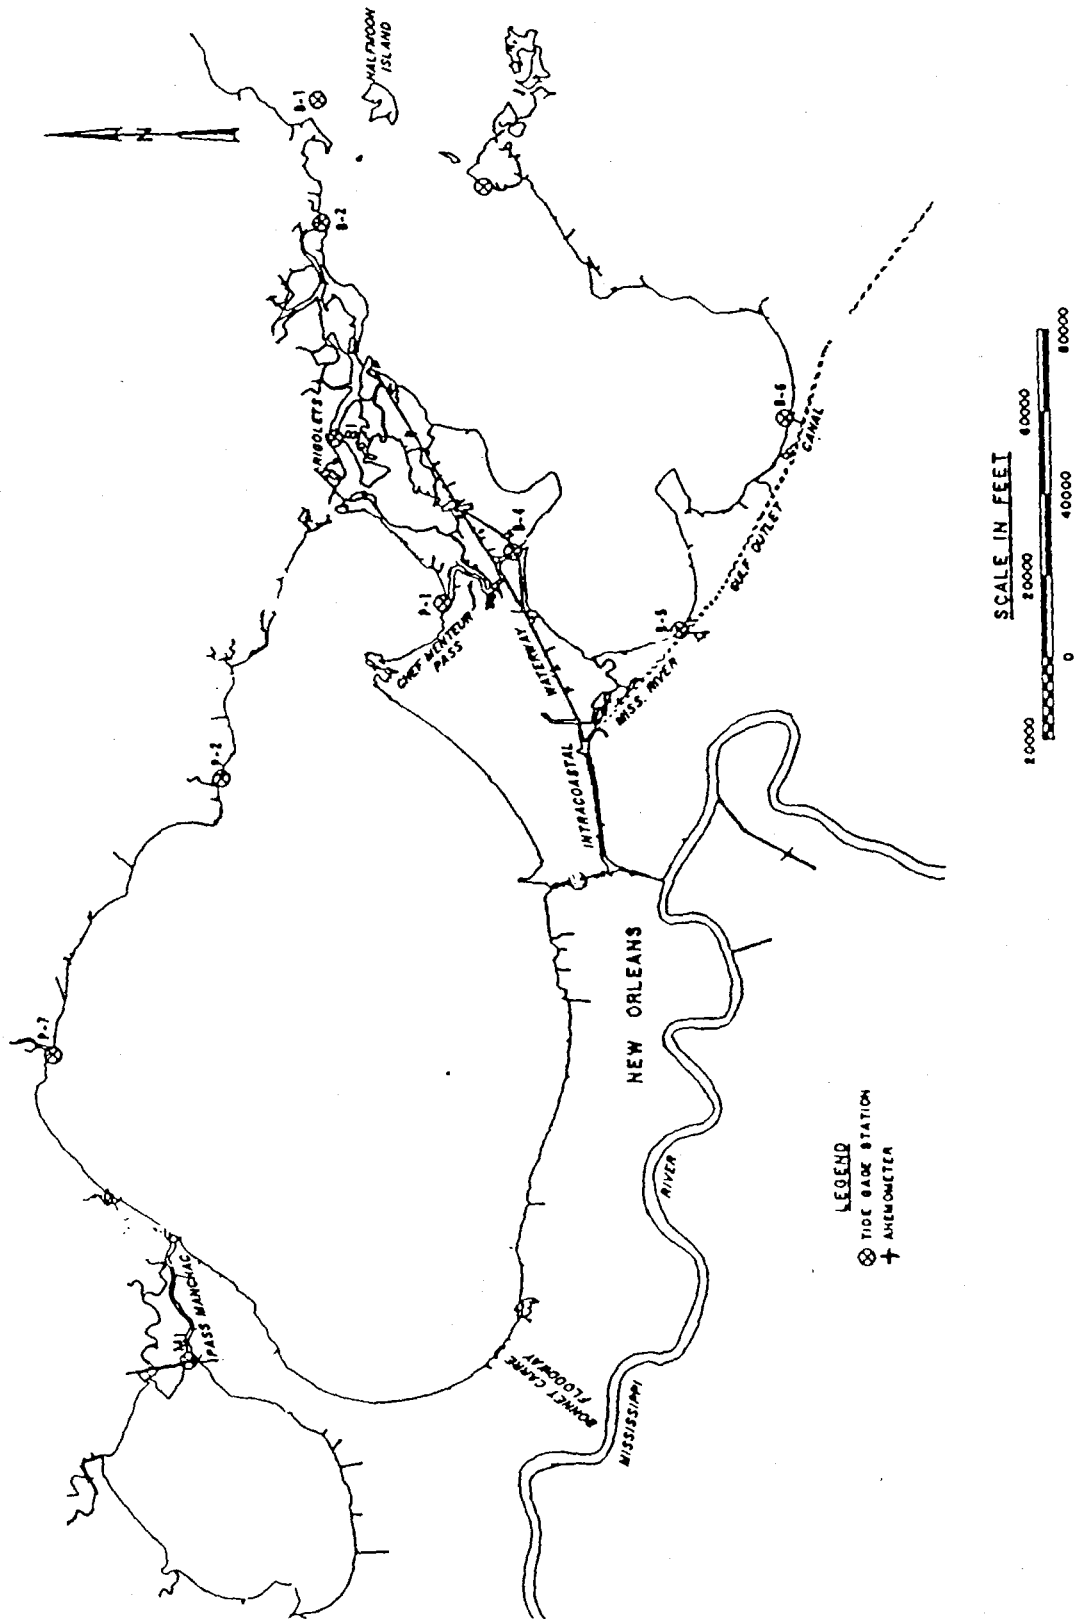 N
HALFMOON
ISLAND
B-1
B-2
RIGOLETS
P-1
CHEF MENTEUR
PASS
B-4
B-5
B-6
P-2
P-7
INTRACOASTAL
WATERWAY
MISS. RIVER
GULF OUTLET
CANAL
NEW ORLEANS
PASS MANCHAC
BONNET CARRE
FLOODWAY
MISSISSIPPI
RIVER
LEGEND
TIDE GAGE STATION
ANEMOMETER
SCALE IN FEET
20000 0 20000 40000 60000 80000